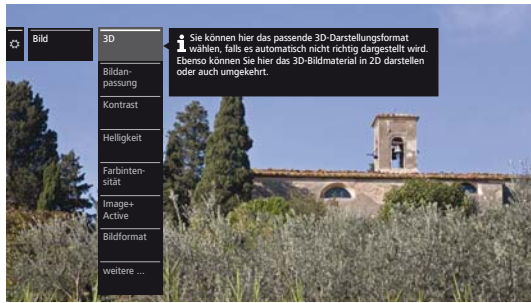 Bild
3D
Sie können hier das passende 3D-Darstellungsformat
wählen, falls es automatisch nicht richtig dargestellt wird.
Ebenso können Sie hier das 3D-Bildmaterial in 2D darstellen
oder auch umgekehrt.
Bildan-
passung
Kontrast
Helligkeit
Farbinten-
sität
Image+
Active
Bildformat
weitere ...